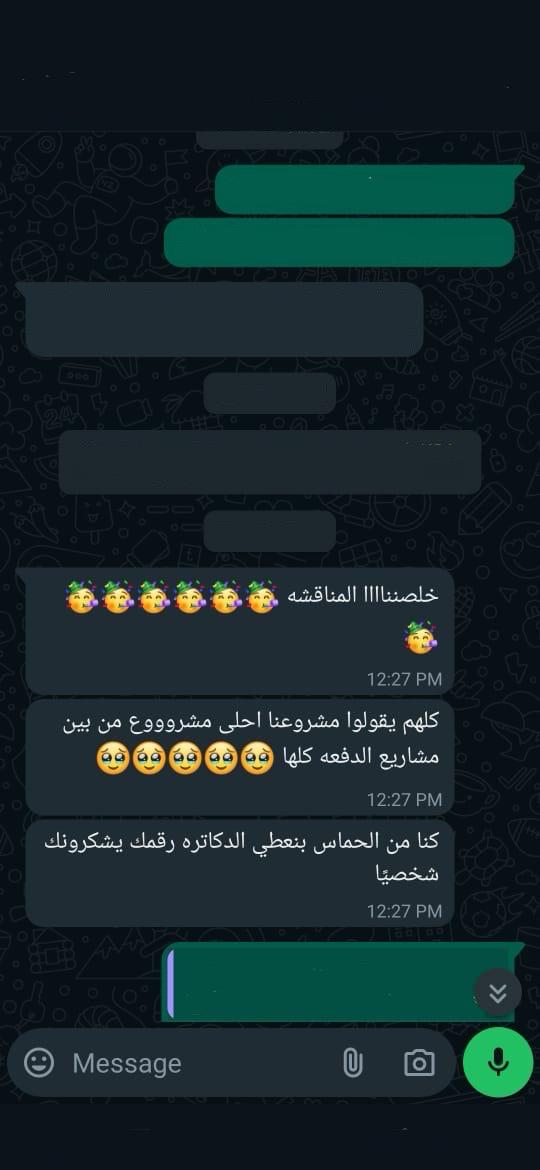 خلصننااااا المناقشه 🥳🥳🥳🥳🥳🥳
🥳
12:27 PM
كلهم يقولوا مشروعنا احلى مشروووع من بين
مشاريع الدفعه كلها 🥹🥹🥹🥹🥹
12:27 PM
كنا من الحماس بنعطي الدكاتره رقمك يشكرونك
شخصيًا
12:27 PM
Message